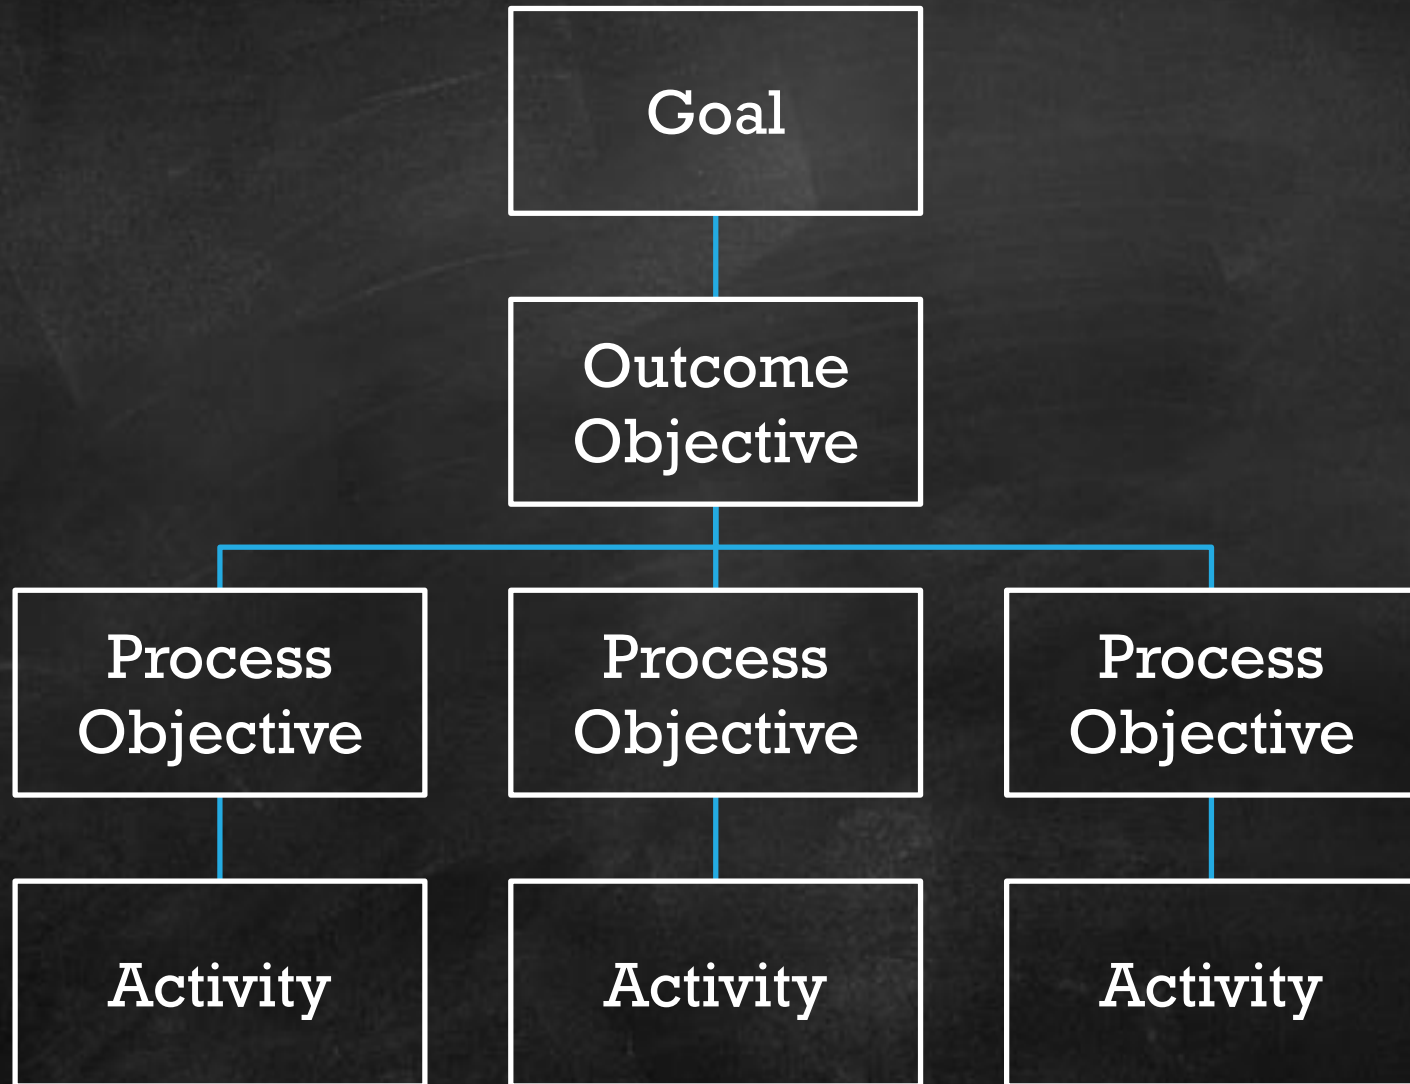 Goal
Outcome
Objective
Process
Objective
Process
Objective
Process
Objective
Activity
Activity
Activity